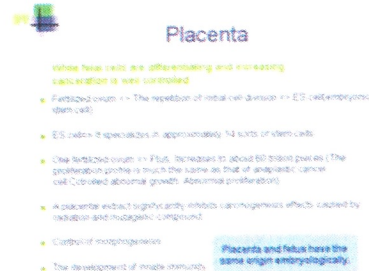 Placenta
While fetal cells are differentiating and increasing
canceration is well controlled
Fertilized ovum => The repetition of initial cell division => ES cell(embryonic
stem cell)
ES cell=> It specializes in approximately 14 sorts of stem cells
One fertilized ovum => Fetus, Increases to about 60 trillion pieces (The
proliferation profile is much the same as that of anaplastic cancer
cell Controlled abnormal growth, Abnormal proliferation)
A placental extract significantly inhibits carcinogenesis effects caused by
radiation and mutagenic compound.
Control of morphogenesis
The development of innate immunity
Placenta and fetus have the
same origin embryologically.